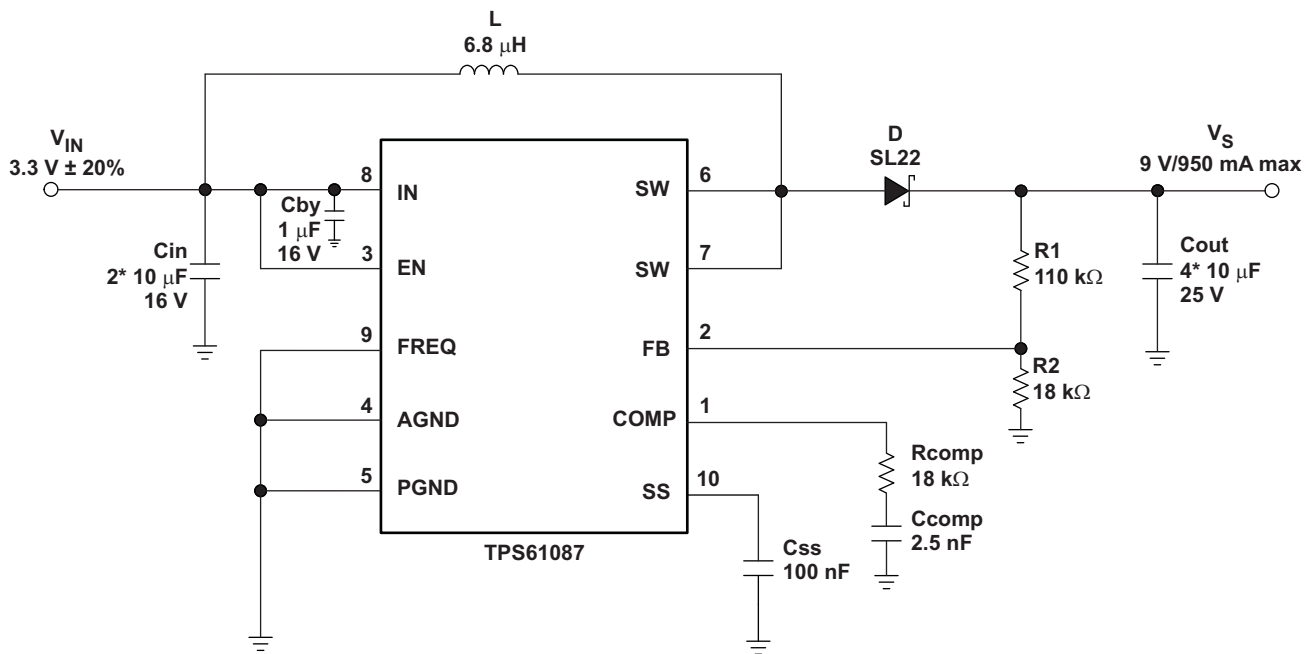 L
6.8 μH
V_IN
3.3 V ± 20%
D
SL22
V_S
9 V/950 mA max
8
IN
SW
6
Cby
1 μF
16 V
Cin
2* 10 μF
16 V
3
EN
SW
7
R1
110 kΩ
Cout
4* 10 μF
25 V
9
FREQ
FB
2
R2
18 kΩ
4
AGND
COMP
1
Rcomp
18 kΩ
5
PGND
SS
10
Ccomp
2.5 nF
TPS61087
Css
100 nF